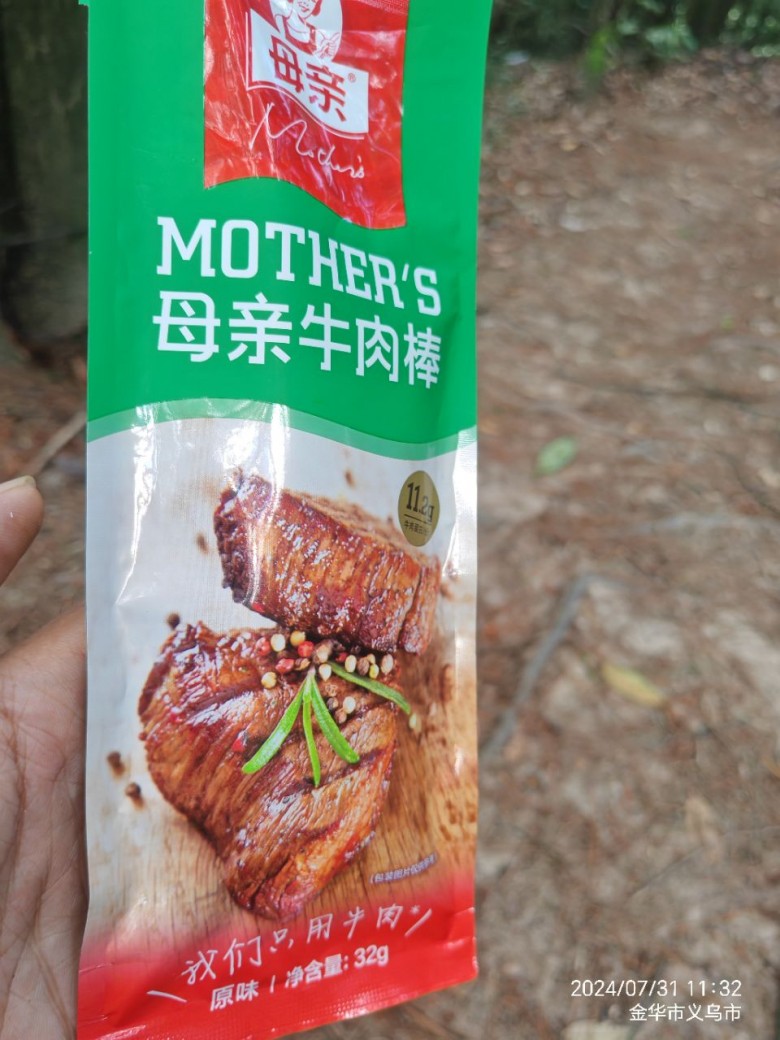 母亲®
Mother's
MOTHER'S
母亲牛肉棒
11.2g
我们只用牛肉*
原味 / 净含量: 32g
2024/07/31 11:32
金华市义乌市